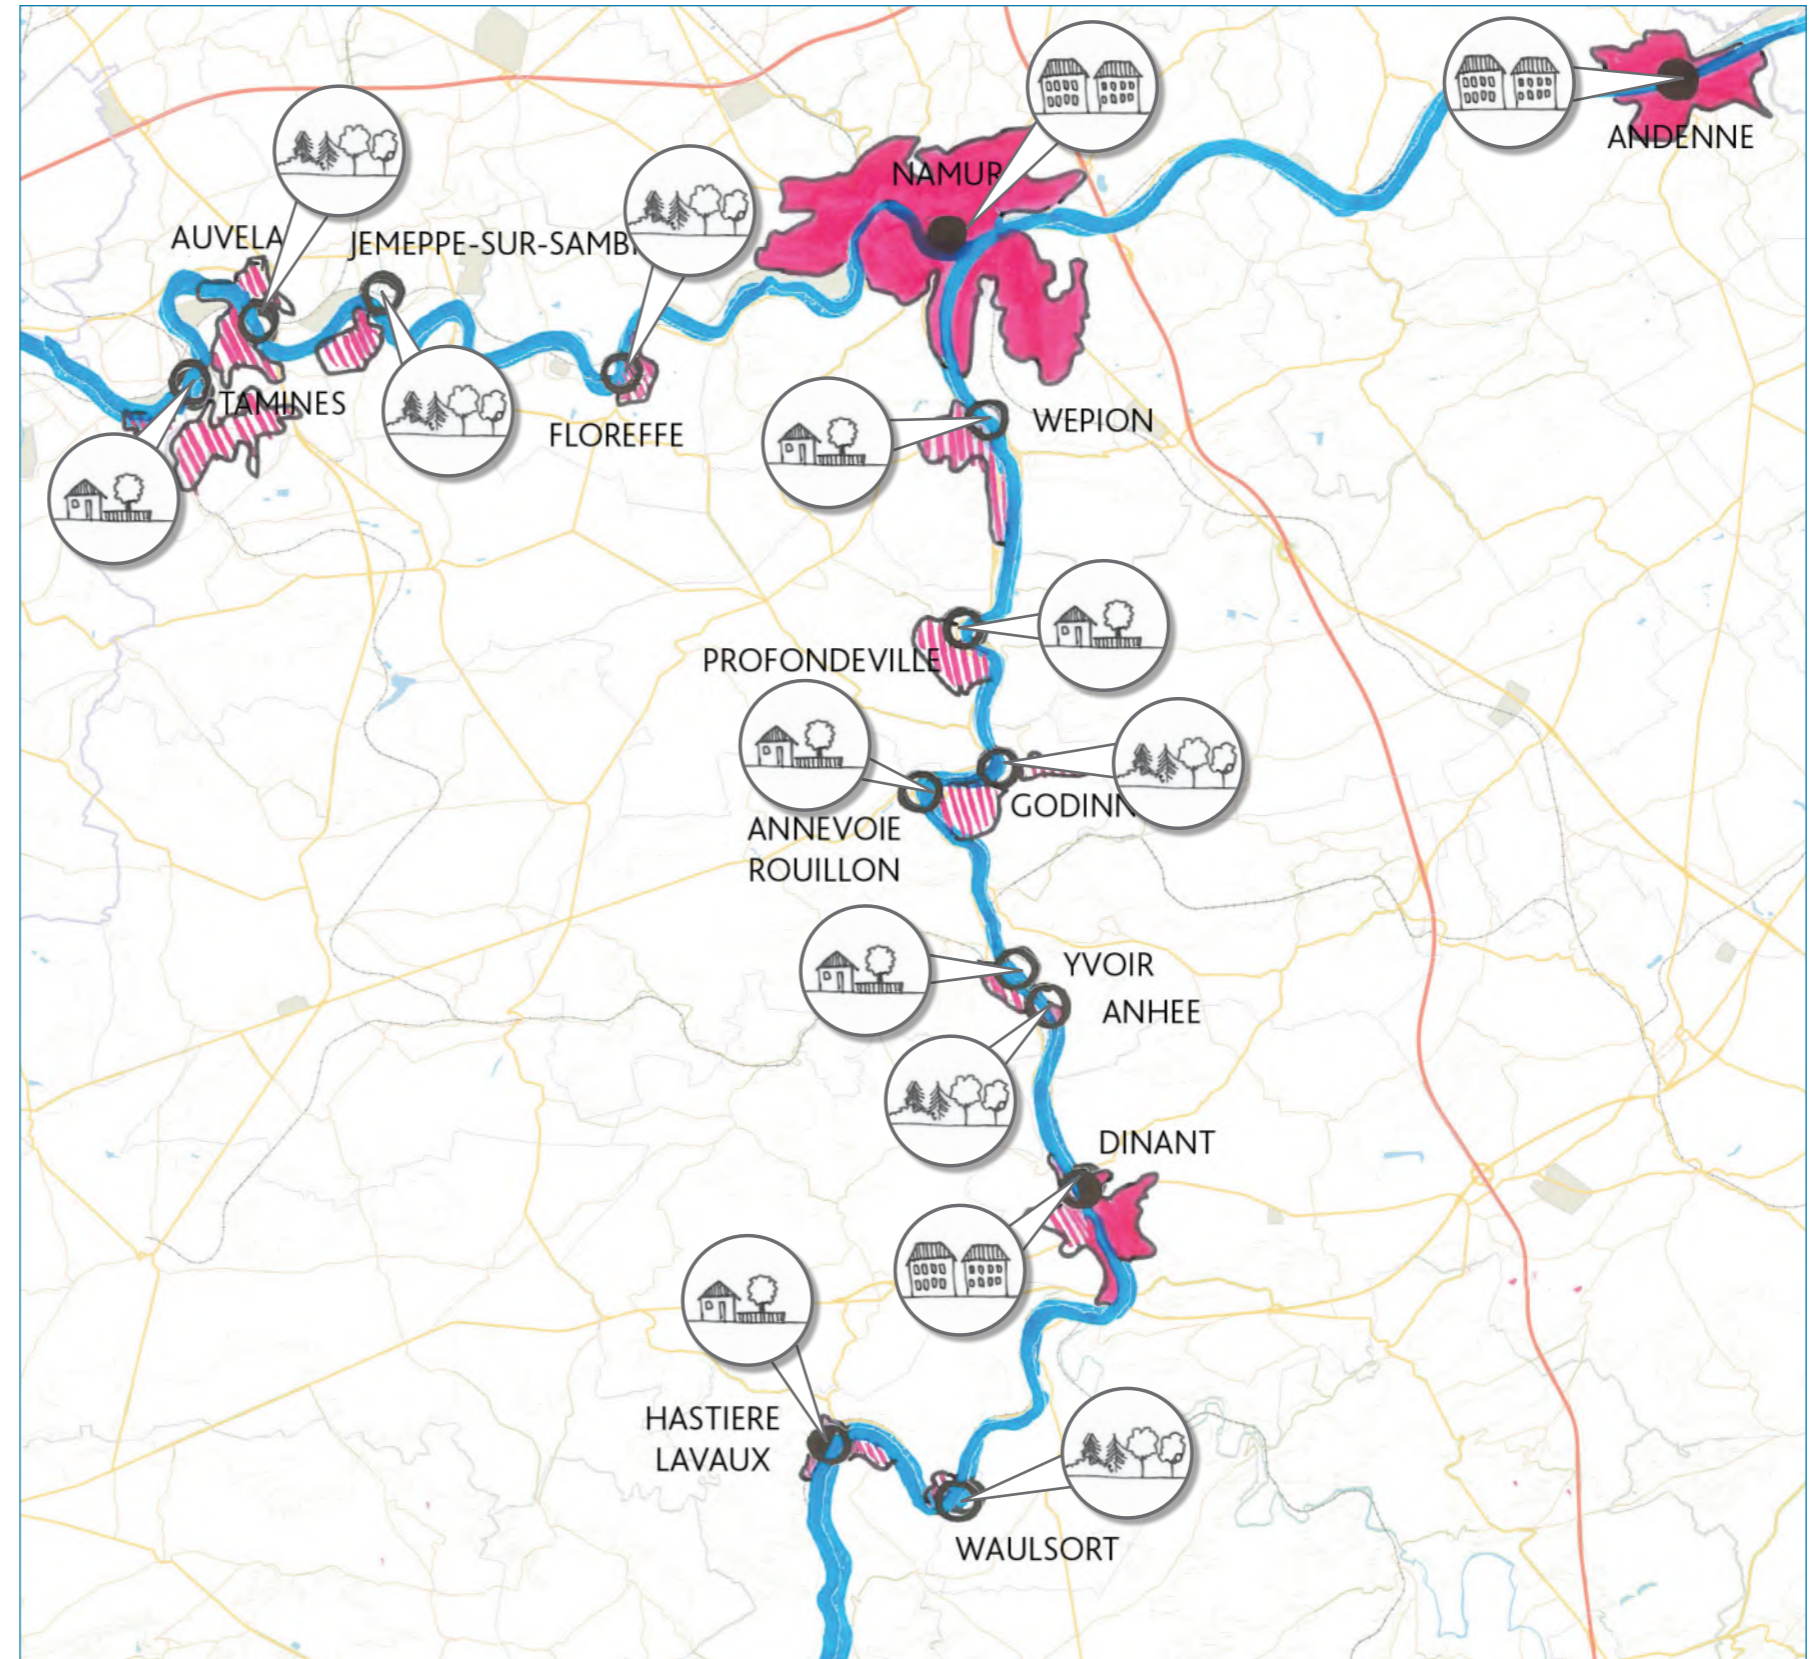 ANDENNE
NAMUR
AUVELA
JEMEPPE-SUR-SAMB
TAMINES
FLOREFFE
WEPION
PROFONDEVILLE
GODINN
ANNEVOIE
ROUILLON
YVOIR
ANHEE
DINANT
HASTIERE
LAVAUX
WAULSORT